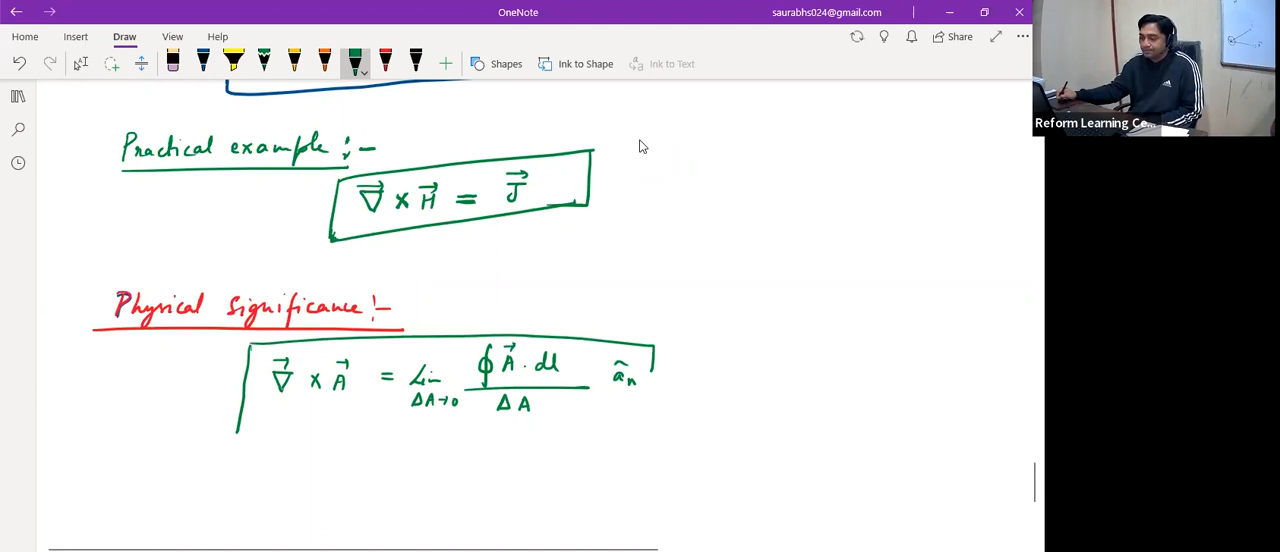 OneNote
saurabhs024@gmail.com
Home Insert Draw View Help
Share
Shapes Ink to Shape Ink to Text
Reform Learning Ce...
Practical example :-
∇⃗ × H⃗ = J⃗
Physical significance :-
∇⃗ × A⃗ = Lim ΔA→0 ∮ A⃗ . dl / ΔA âₙ